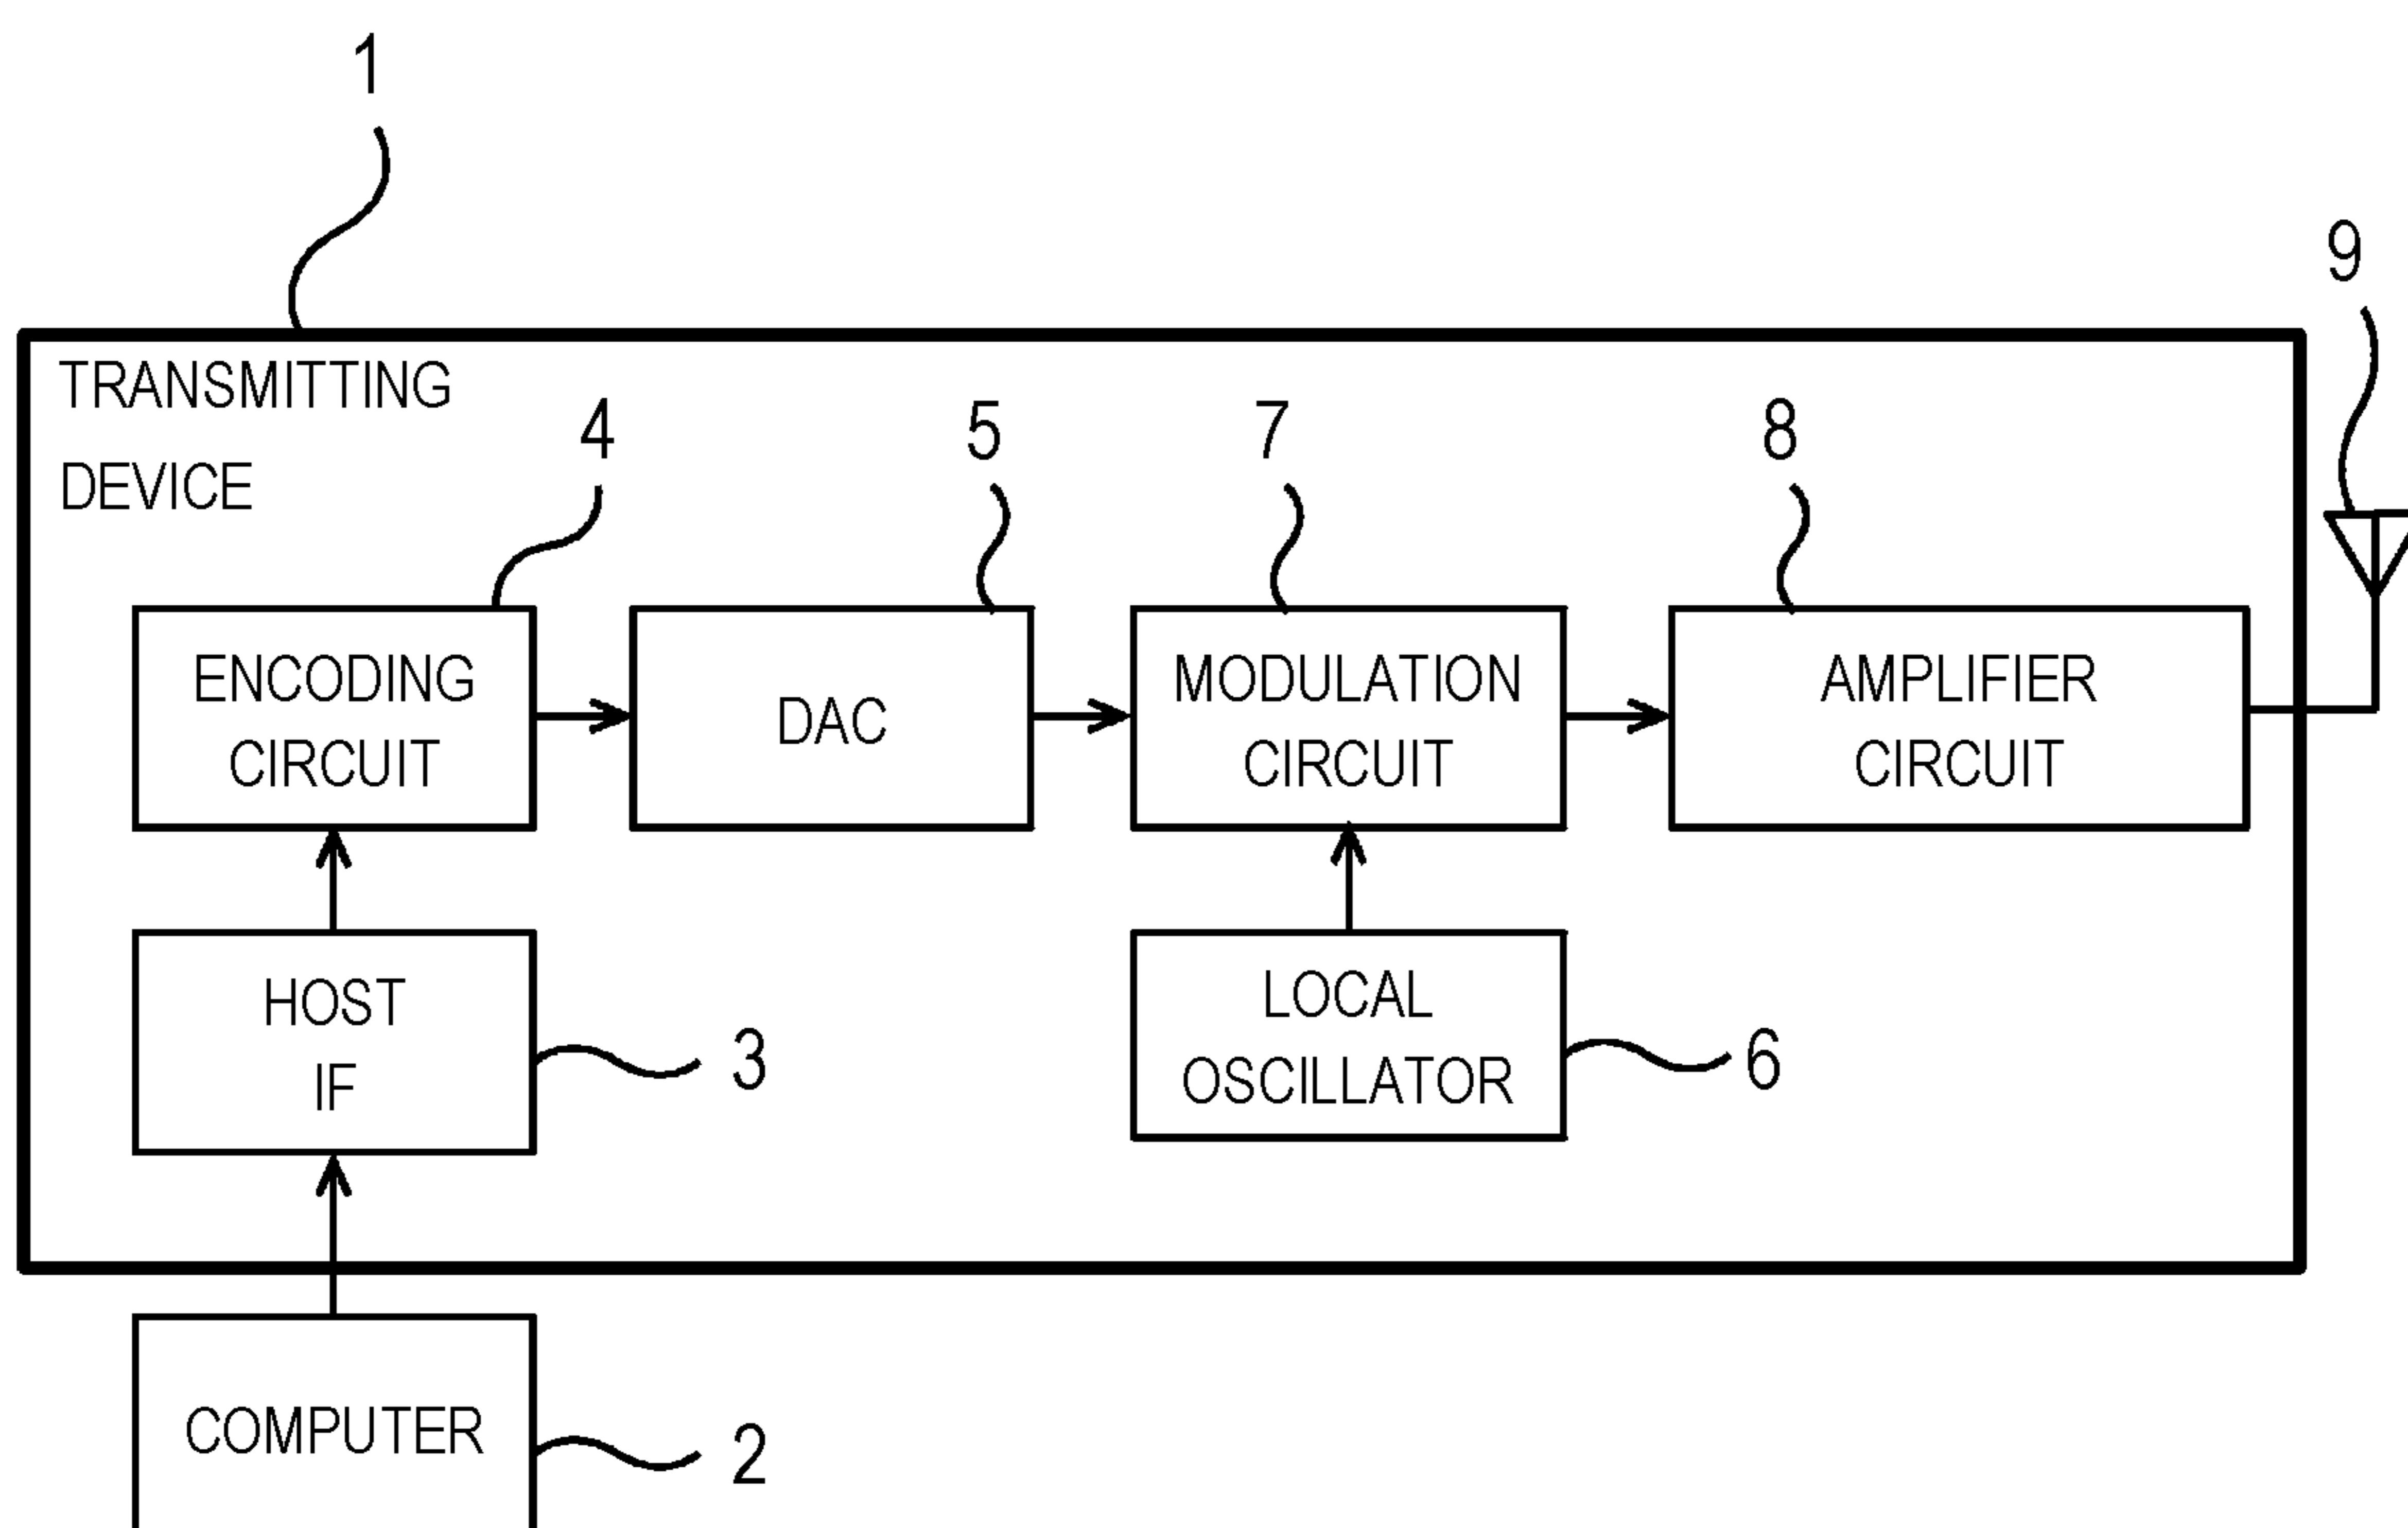 1
9
TRANSMITTING
DEVICE
4
5
7
8
ENCODING
CIRCUIT
DAC
MODULATION
CIRCUIT
AMPLIFIER
CIRCUIT
HOST
IF
3
LOCAL
OSCILLATOR
6
COMPUTER
2